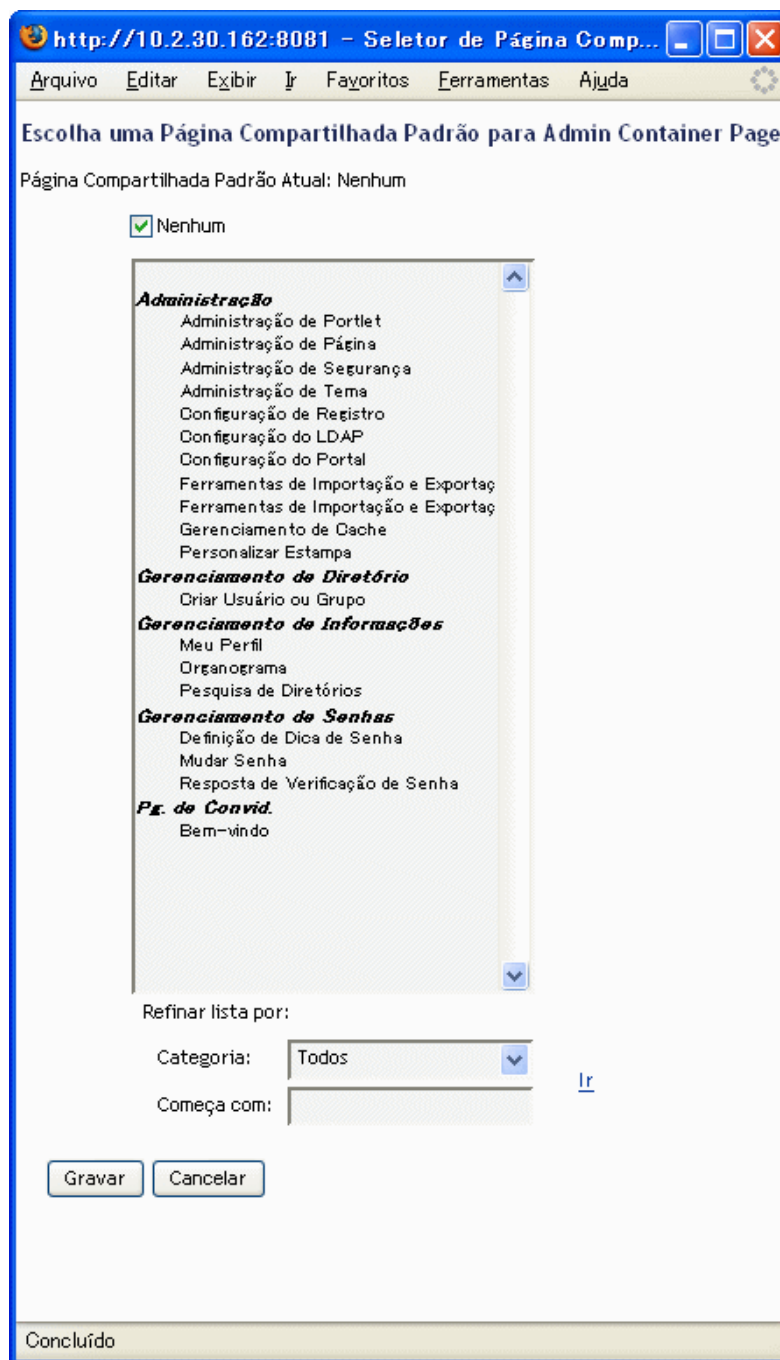 http://10.2.30.162:8081 - Seletor de Página Comp...
Arquivo Editar Exibir Ir Favoritos Ferramentas Ajuda
Escolha uma Página Compartilhada Padrão para Admin Container Page
Página Compartilhada Padrão Atual: Nenhum
Nenhum
Administração
Administração de Portlet
Administração de Página
Administração de Segurança
Administração de Tema
Configuração de Registro
Configuração do LDAP
Configuração do Portal
Ferramentas de Importação e Exportaç
Ferramentas de Importação e Exportaç
Gerenciamento de Cache
Personalizar Estampa
Gerenciamento de Diretório
Criar Usuário ou Grupo
Gerenciamento de Informações
Meu Perfil
Organograma
Pesquisa de Diretórios
Gerenciamento de Senhas
Definição de Dica de Senha
Mudar Senha
Resposta de Verificação de Senha
Pg. de Convid.
Bem-vindo
Refinar lista por:
Categoria: Todos
Ir
Começa com:
Gravar Cancelar
Concluído